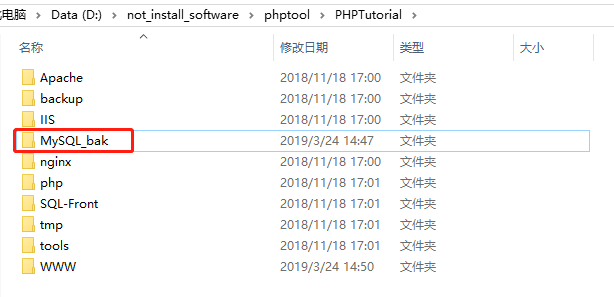 此电脑 › Data (D:) › not_install_software › phptool › PHPTutorial ›
名称 修改日期 类型 大小
Apache 2018/11/18 17:00 文件夹
backup 2018/11/18 17:00 文件夹
IIS 2018/11/18 17:00 文件夹
MySQL_bak 2019/3/24 14:47 文件夹
nginx 2018/11/18 17:00 文件夹
php 2018/11/18 17:01 文件夹
SQL-Front 2018/11/18 17:01 文件夹
tmp 2018/11/18 17:01 文件夹
tools 2018/11/18 17:01 文件夹
WWW 2019/3/24 14:50 文件夹